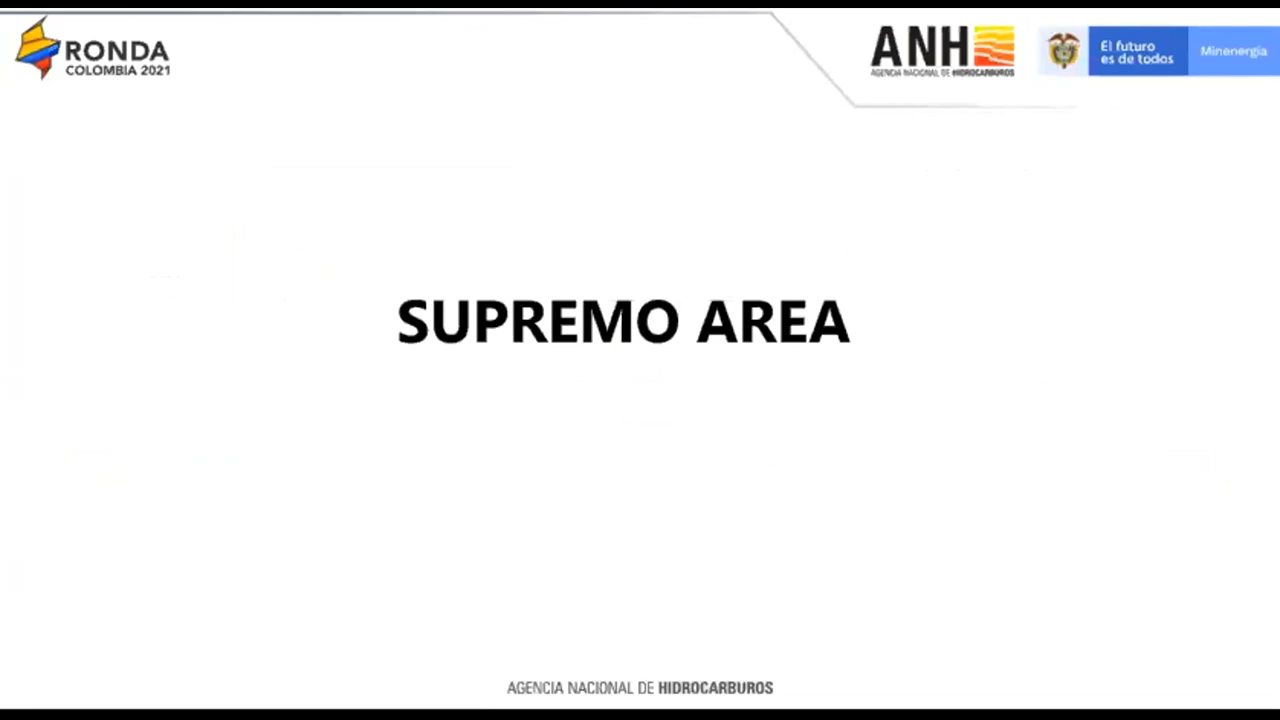 RONDA
COLOMBIA 2021
ANH
AGENCIA NACIONAL DE HIDROCARBUROS
El futuro
es de todos
Minenergía
SUPREMO AREA
AGENCIA NACIONAL DE HIDROCARBUROS